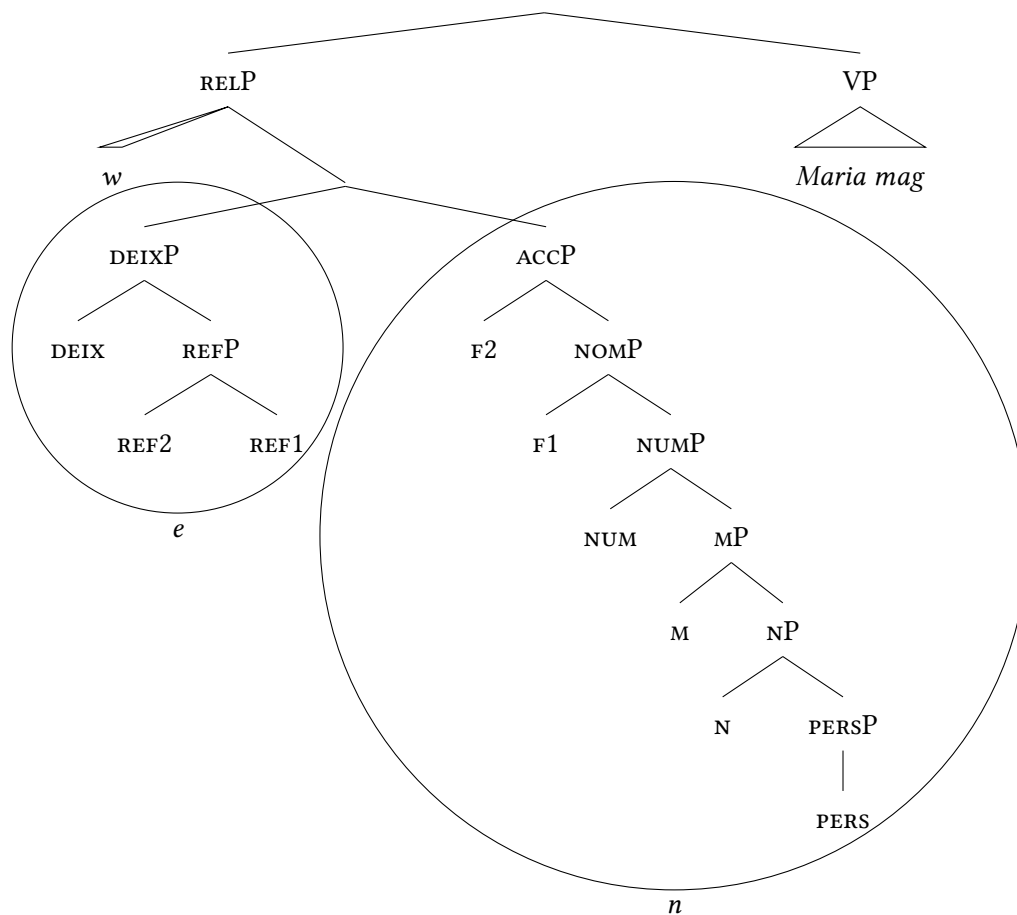 RELP VP
w Maria mag
DEIXP ACCP
DEIX REFP F2 NOMP
REF2 REF1 F1 NUMP
e NUM MP
M NP
N PERSP
PERS
n